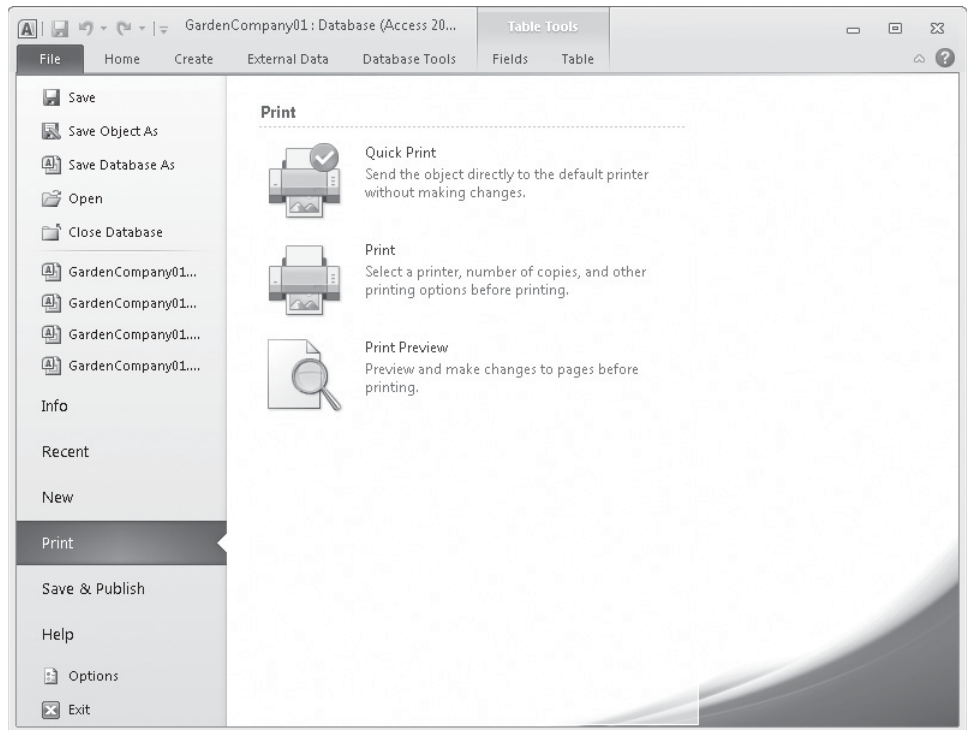 A GardenCompany01 : Database (Access 20... Table Tools
File Home Create External Data Database Tools Fields Table
Save
Save Object As
Save Database As
Open
Close Database
GardenCompany01...
GardenCompany01...
GardenCompany01....
GardenCompany01....
Info
Recent
New
Print
Save & Publish
Help
Options
Exit
Print
Quick Print
Send the object directly to the default printer
without making changes.
Print
Select a printer, number of copies, and other
printing options before printing.
Print Preview
Preview and make changes to pages before
printing.